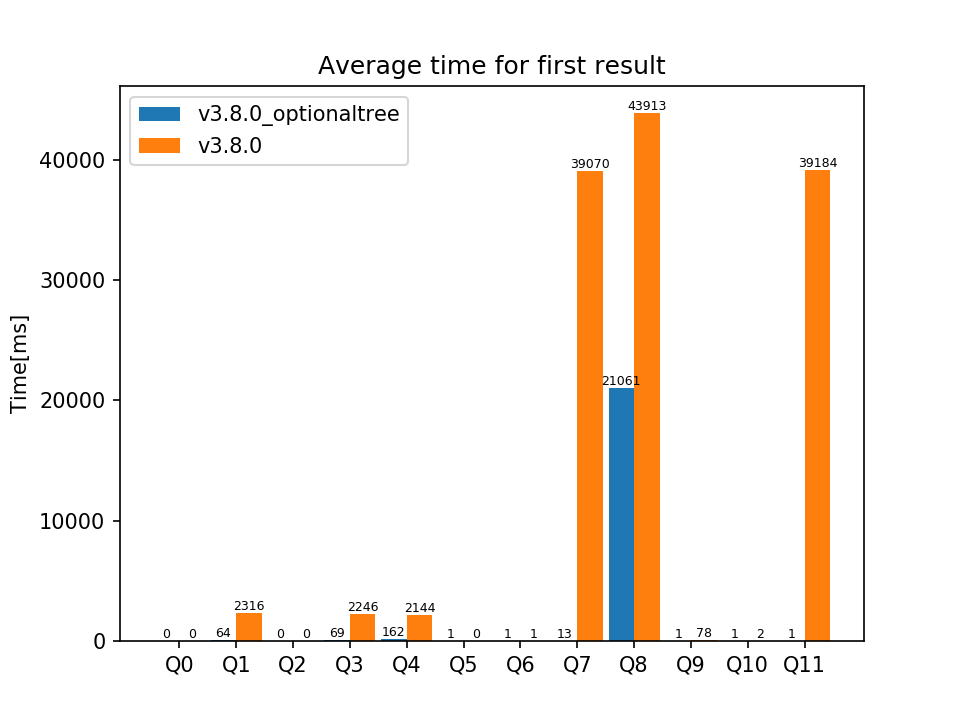 Average time for first result
v3.8.0_optionaltree
v3.8.0
Time[ms]
40000
30000
20000
10000
0
0 0 64 2316 0 0 69 2246 162 2144 1 0 1 1 13 39070 21061 43913 1 78 1 2 1 39184
Q0 Q1 Q2 Q3 Q4 Q5 Q6 Q7 Q8 Q9 Q10 Q11